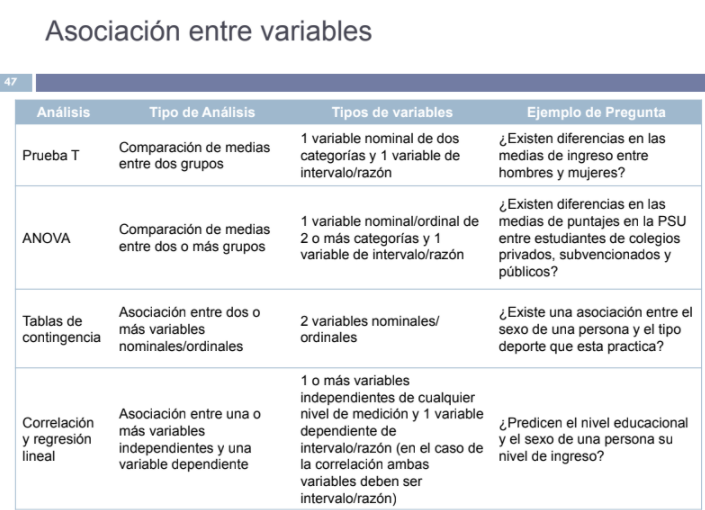 Asociación entre variables
47
Análisis
Tipo de Análisis
Tipos de variables
Ejemplo de Pregunta
Prueba T
Comparación de medias
entre dos grupos
1 variable nominal de dos
categorías y 1 variable de
intervalo/razón
¿Existen diferencias en las
medias de ingreso entre
hombres y mujeres?
ANOVA
Comparación de medias
entre dos o más grupos
1 variable nominal/ordinal de
2 o más categorías y 1
variable de intervalo/razón
¿Existen diferencias en las
medias de puntajes en la PSU
entre estudiantes de colegios
privados, subvencionados y
públicos?
Tablas de
contingencia
Asociación entre dos o
más variables
nominales/ordinales
2 variables nominales/
ordinales
¿Existe una asociación entre el
sexo de una persona y el tipo
deporte que esta practica?
Correlación
y regresión
lineal
Asociación entre una o
más variables
independientes y una
variable dependiente
1 o más variables
independientes de cualquier
nivel de medición y 1 variable
dependiente de
intervalo/razón (en el caso de
la correlación ambas
variables deben ser
intervalo/razón)
¿Predicen el nivel educacional
y el sexo de una persona su
nivel de ingreso?